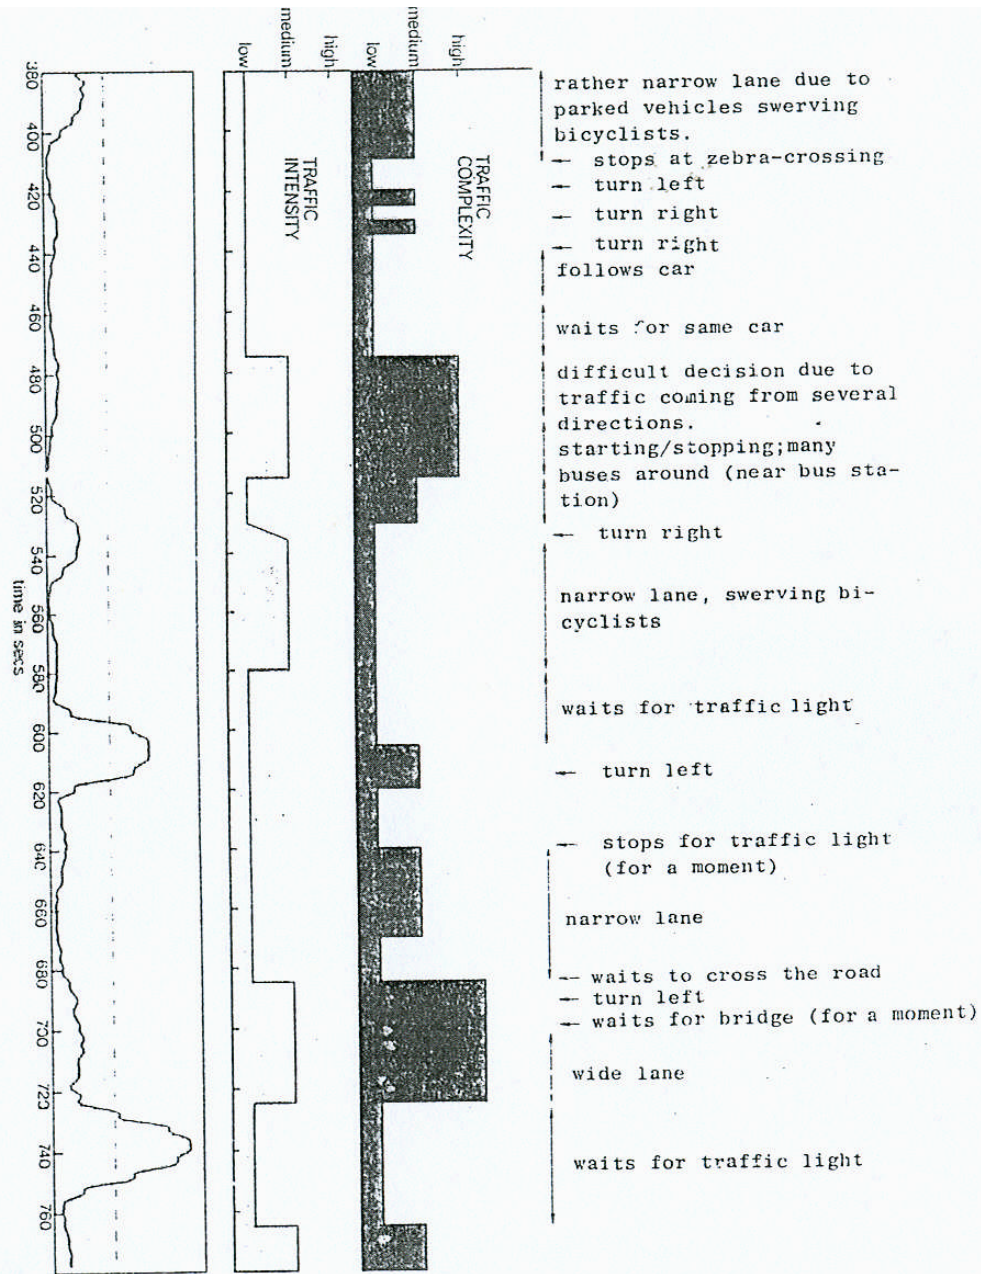 low
medium
high
low
medium
high
TRAFFIC
INTENSITY
TRAFFIC
COMPLEXITY
rather narrow lane due to
parked vehicles swerving
bicyclists.
← stops at zebra-crossing
← turn left
← turn right
← turn right
follows car
waits for same car
difficult decision due to
traffic coming from several
directions.
starting/stopping;many
buses around (near bus sta-
tion)
← turn right
narrow lane, swerving bi-
cyclists
waits for traffic light
← turn left
← stops for traffic light
(for a moment)
narrow lane
← waits to cross the road
← turn left
← waits for bridge (for a moment)
wide lane
waits for traffic light
380
400
420
440
460
480
500
520
540
560
580
600
620
640
660
680
700
720
740
760
time in secs